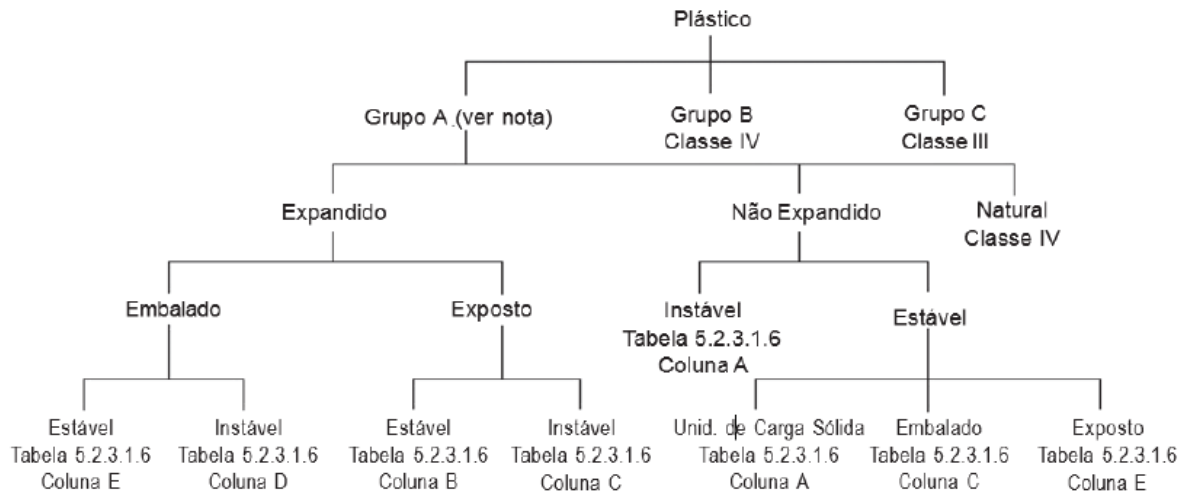 Plástico
Grupo A (ver nota)
Grupo B
Classe IV
Grupo C
Classe III
Expandido
Não Expandido
Natural
Classe IV
Embalado
Exposto
Instável
Tabela 5.2.3.1.6
Coluna A
Estável
Estável
Tabela 5.2.3.1.6
Coluna E
Instável
Tabela 5.2.3.1.6
Coluna D
Estável
Tabela 5.2.3.1.6
Coluna B
Instável
Tabela 5.2.3.1.6
Coluna C
Unid. de Carga Sólida
Tabela 5.2.3.1.6
Coluna A
Embalado
Tabela 5.2.3.1.6
Coluna C
Exposto
Tabela 5.2.3.1.6
Coluna E